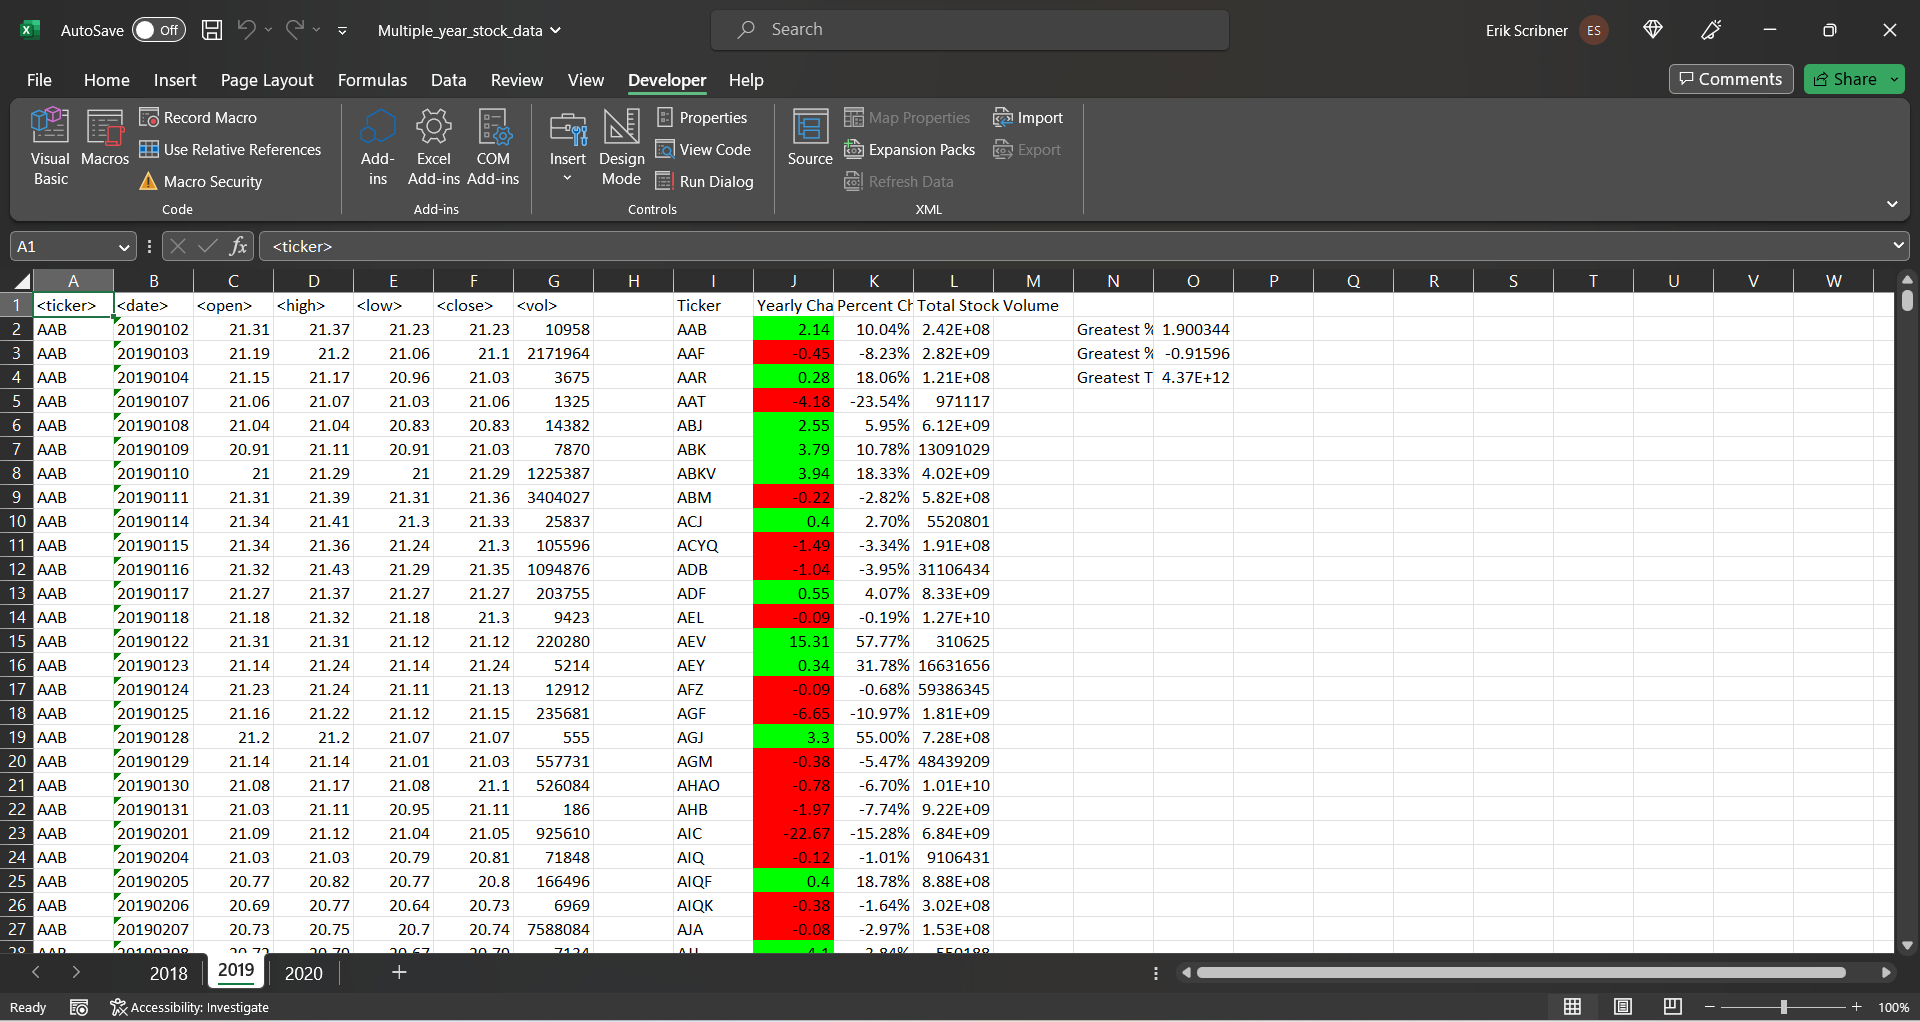 AutoSave Off Multiple_year_stock_data Search Erik Scribner ES
File Home Insert Page Layout Formulas Data Review View Developer Help Comments Share
Visual Basic
Macros
Record Macro
Use Relative References
Macro Security
Code
Add-ins
Excel Add-ins
COM Add-ins
Add-ins
Insert
Design Mode
Properties
View Code
Run Dialog
Controls
Source
Map Properties
Expansion Packs
Refresh Data
Import
Export
XML
A1 fx <ticker>
A B C D E F G H I J K L M N O P Q R S T U V W
1 <ticker> <date> <open> <high> <low> <close> <vol> Ticker Yearly Cha Percent Ch Total Stock Volume
2 AAB 20190102 21.31 21.37 21.23 21.23 10958 AAB 2.14 10.04% 2.42E+08 Greatest % 1.900344
3 AAB 20190103 21.19 21.2 21.06 21.1 2171964 AAF -0.45 -8.23% 2.82E+09 Greatest % -0.91596
4 AAB 20190104 21.15 21.17 20.96 21.03 3675 AAR 0.28 18.06% 1.21E+08 Greatest T 4.37E+12
5 AAB 20190107 21.06 21.07 21.03 21.06 1325 AAT -4.18 -23.54% 971117
6 AAB 20190108 21.04 21.04 20.83 20.83 14382 ABJ 2.55 5.95% 6.12E+09
7 AAB 20190109 20.91 21.11 20.91 21.03 7870 ABK 3.79 10.78% 13091029
8 AAB 20190110 21 21.29 21 21.29 1225387 ABKV 3.94 18.33% 4.02E+09
9 AAB 20190111 21.31 21.39 21.31 21.36 3404027 ABM -0.22 -2.82% 5.82E+08
10 AAB 20190114 21.34 21.41 21.3 21.33 25837 ACJ 0.4 2.70% 5520801
11 AAB 20190115 21.34 21.36 21.24 21.3 105596 ACYQ -1.49 -3.34% 1.91E+08
12 AAB 20190116 21.32 21.43 21.29 21.35 1094876 ADB -1.04 -3.95% 31106434
13 AAB 20190117 21.27 21.37 21.27 21.27 203755 ADF 0.55 4.07% 8.33E+09
14 AAB 20190118 21.18 21.32 21.18 21.3 9423 AEL -0.09 -0.19% 1.27E+10
15 AAB 20190122 21.31 21.31 21.12 21.12 220280 AEV 15.31 57.77% 310625
16 AAB 20190123 21.14 21.24 21.14 21.24 5214 AEY 0.34 31.78% 16631656
17 AAB 20190124 21.23 21.24 21.11 21.13 12912 AFZ -0.09 -0.68% 59386345
18 AAB 20190125 21.16 21.22 21.12 21.15 235681 AGF -6.65 -10.97% 1.81E+09
19 AAB 20190128 21.2 21.2 21.07 21.07 555 AGJ 3.3 55.00% 7.28E+08
20 AAB 20190129 21.14 21.14 21.01 21.03 557731 AGM -0.38 -5.47% 48439209
21 AAB 20190130 21.08 21.17 21.08 21.1 526084 AHAO -0.78 -6.70% 1.01E+10
22 AAB 20190131 21.03 21.11 20.95 21.11 186 AHB -1.97 -7.74% 9.22E+09
23 AAB 20190201 21.09 21.12 21.04 21.05 925610 AIC -22.67 -15.28% 6.84E+09
24 AAB 20190204 21.03 21.03 20.79 20.81 71848 AIQ -0.12 -1.01% 9106431
25 AAB 20190205 20.77 20.82 20.77 20.8 166496 AIQF 0.4 18.78% 8.88E+08
26 AAB 20190206 20.69 20.77 20.64 20.73 6969 AIQK -0.38 -1.64% 3.02E+08
27 AAB 20190207 20.73 20.75 20.7 20.74 7588084 AJA -0.08 -2.97% 1.53E+08
28 AAB 20190208
2018 2019 2020
Ready Accessibility: Investigate 100%